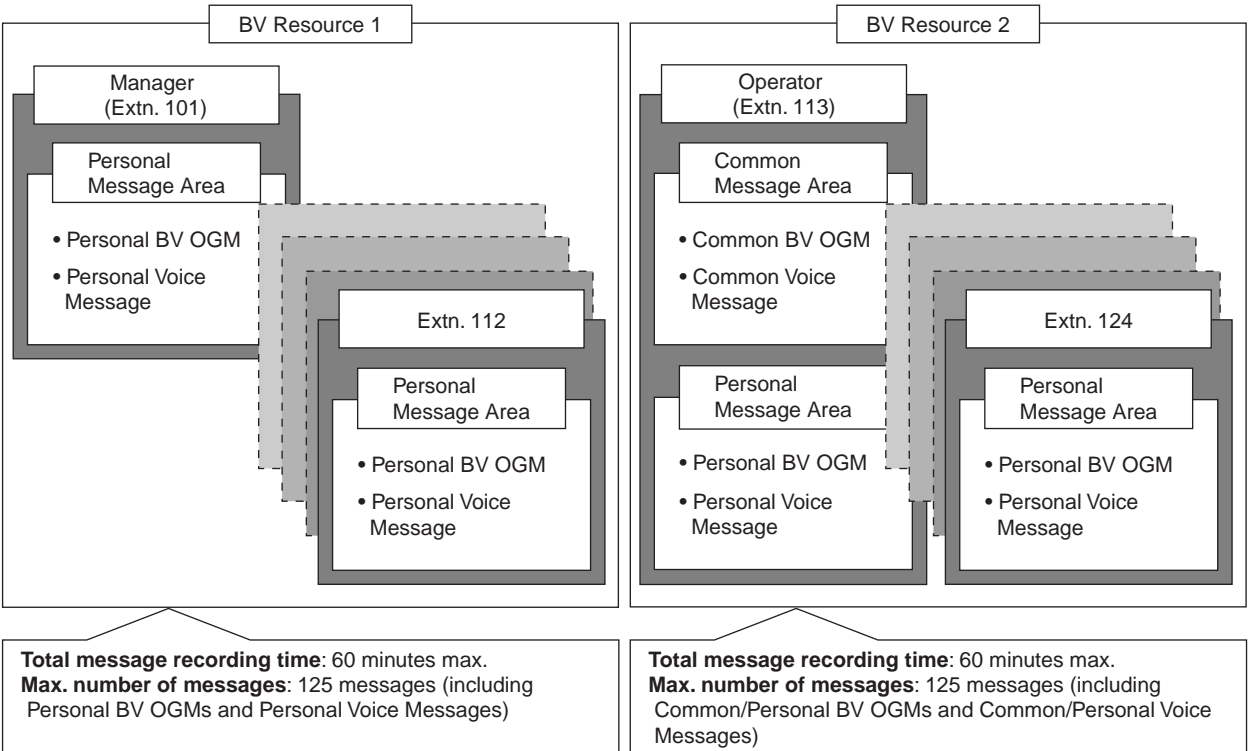 BV Resource 1
Manager
(Extn. 101)
Personal
Message Area
• Personal BV OGM
• Personal Voice
Message
Extn. 112
Personal
Message Area
• Personal BV OGM
• Personal Voice
Message
Total message recording time: 60 minutes max.
Max. number of messages: 125 messages (including
Personal BV OGMs and Personal Voice Messages)
BV Resource 2
Operator
(Extn. 113)
Common
Message Area
• Common BV OGM
• Common Voice
Message
Personal
Message Area
• Personal BV OGM
• Personal Voice
Message
Extn. 124
Personal
Message Area
• Personal BV OGM
• Personal Voice
Message
Total message recording time: 60 minutes max.
Max. number of messages: 125 messages (including
Common/Personal BV OGMs and Common/Personal Voice
Messages)